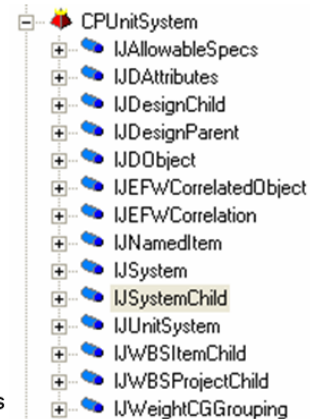 CPUnitSystem
IJAllowableSpecs
IJDAttributes
IJDesignChild
IJDesignParent
IJDObject
IJEFWCorrelatedObject
IJEFWCorrelation
IJNamedItem
IJSystem
IJSystemChild
IJUnitSystem
IJWBSItemChild
IJWBSProjectChild
s
IJWeightCGGrouping